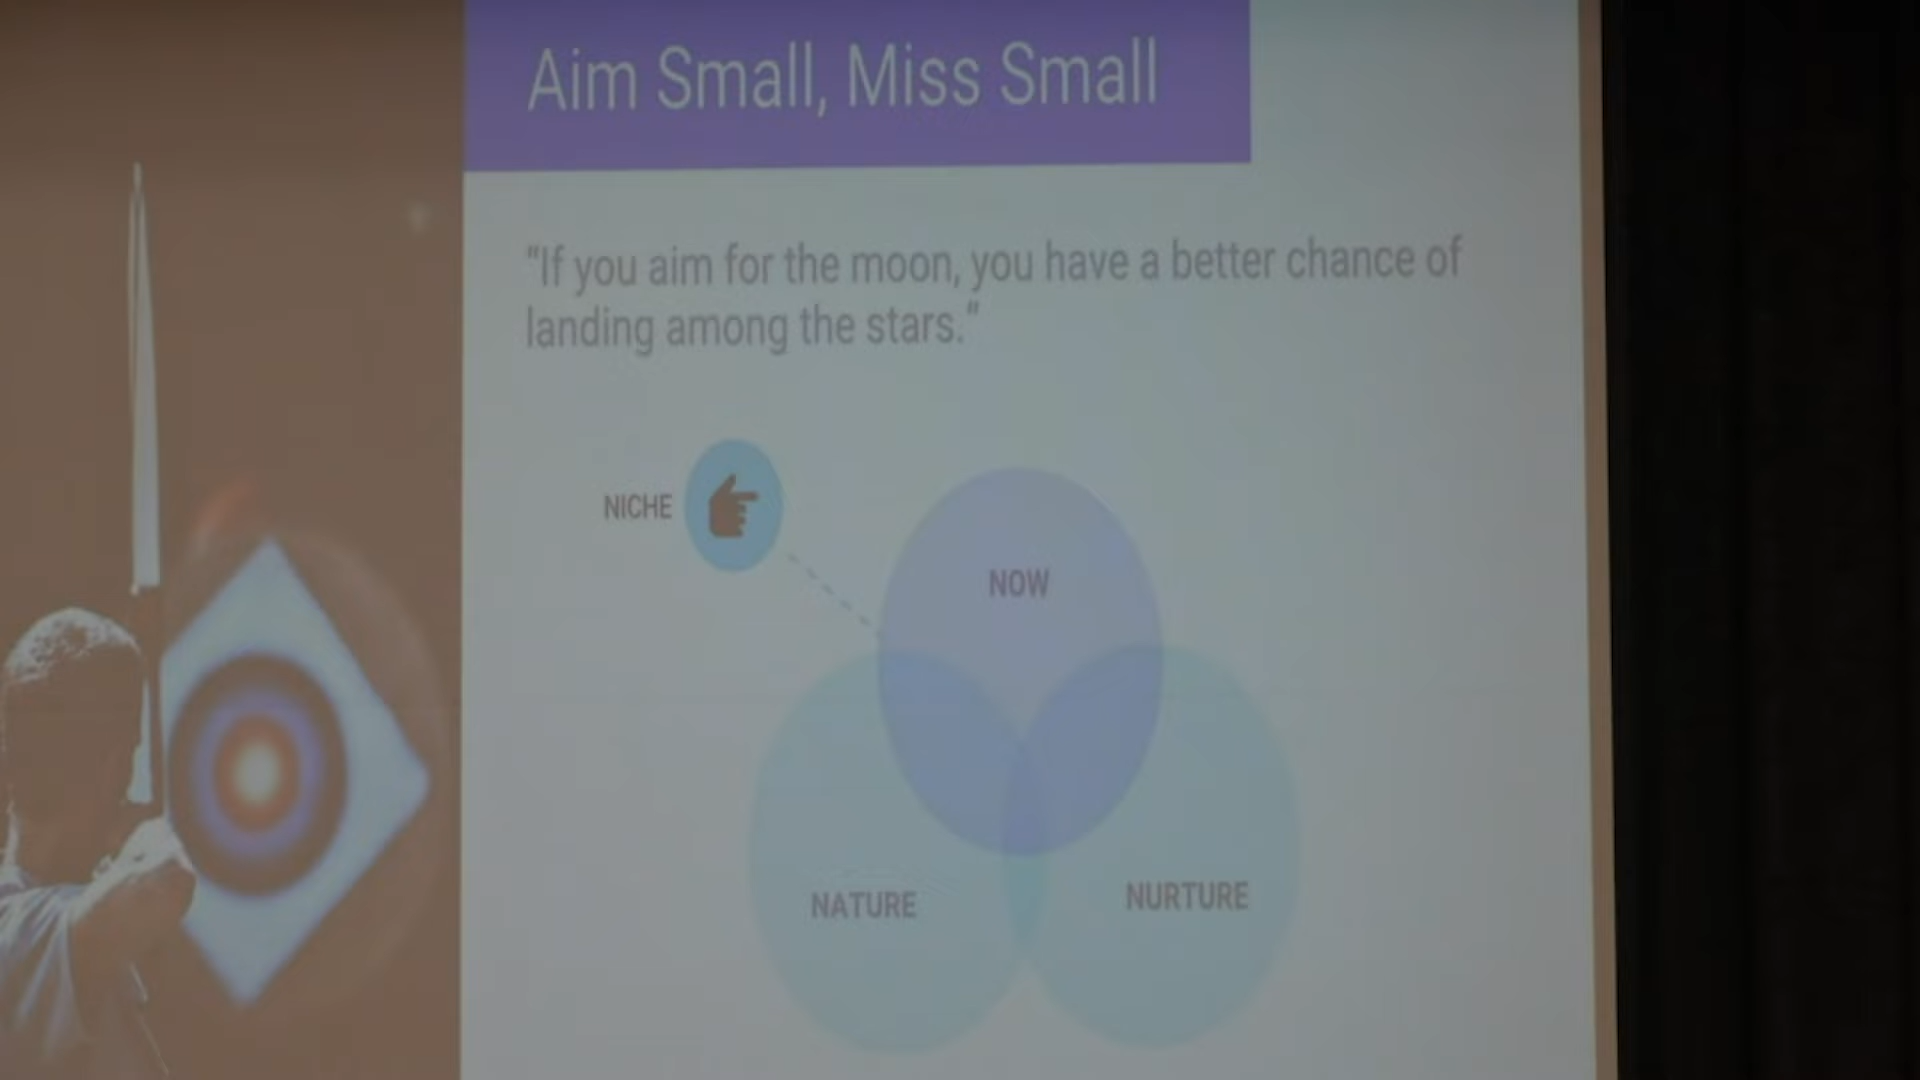 Aim Small, Miss Small
“If you aim for the moon, you have a better chance of
landing among the stars.”
NICHE
NOW
NATURE
NURTURE